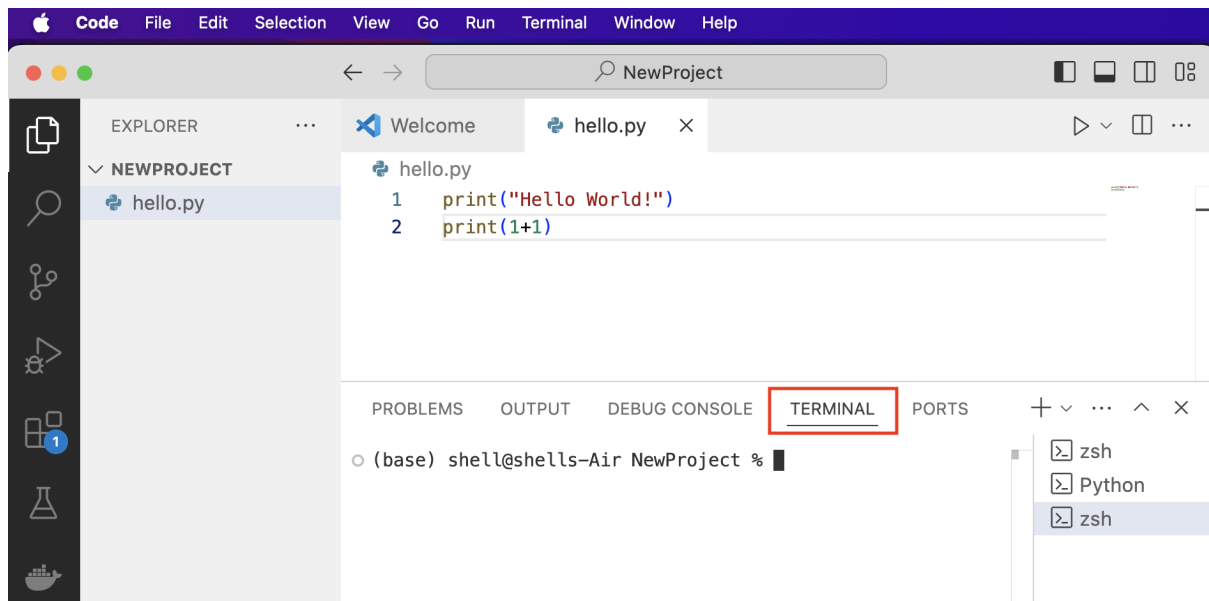 Code File Edit Selection View Go Run Terminal Window Help
NewProject
EXPLORER
NEWPROJECT
hello.py
Welcome
hello.py
hello.py
1 print("Hello World!")
2 print(1+1)
PROBLEMS OUTPUT DEBUG CONSOLE TERMINAL PORTS
(base) shell@shells-Air NewProject %
zsh
Python
zsh
1